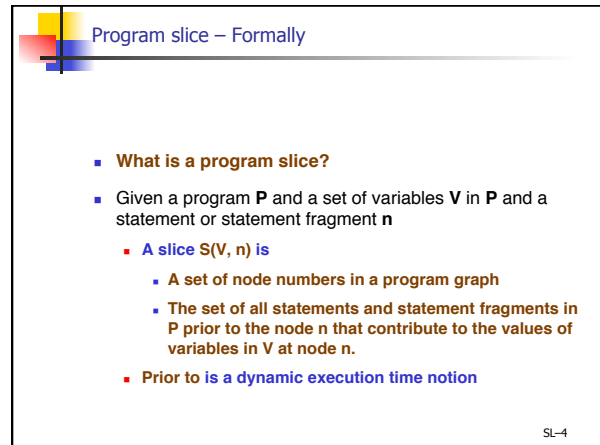 Program slice – Formally
What is a program slice?
Given a program P and a set of variables V in P and a
statement or statement fragment n
A slice S(V, n) is
A set of node numbers in a program graph
The set of all statements and statement fragments in
P prior to the node n that contribute to the values of
variables in V at node n.
Prior to is a dynamic execution time notion
SL–4